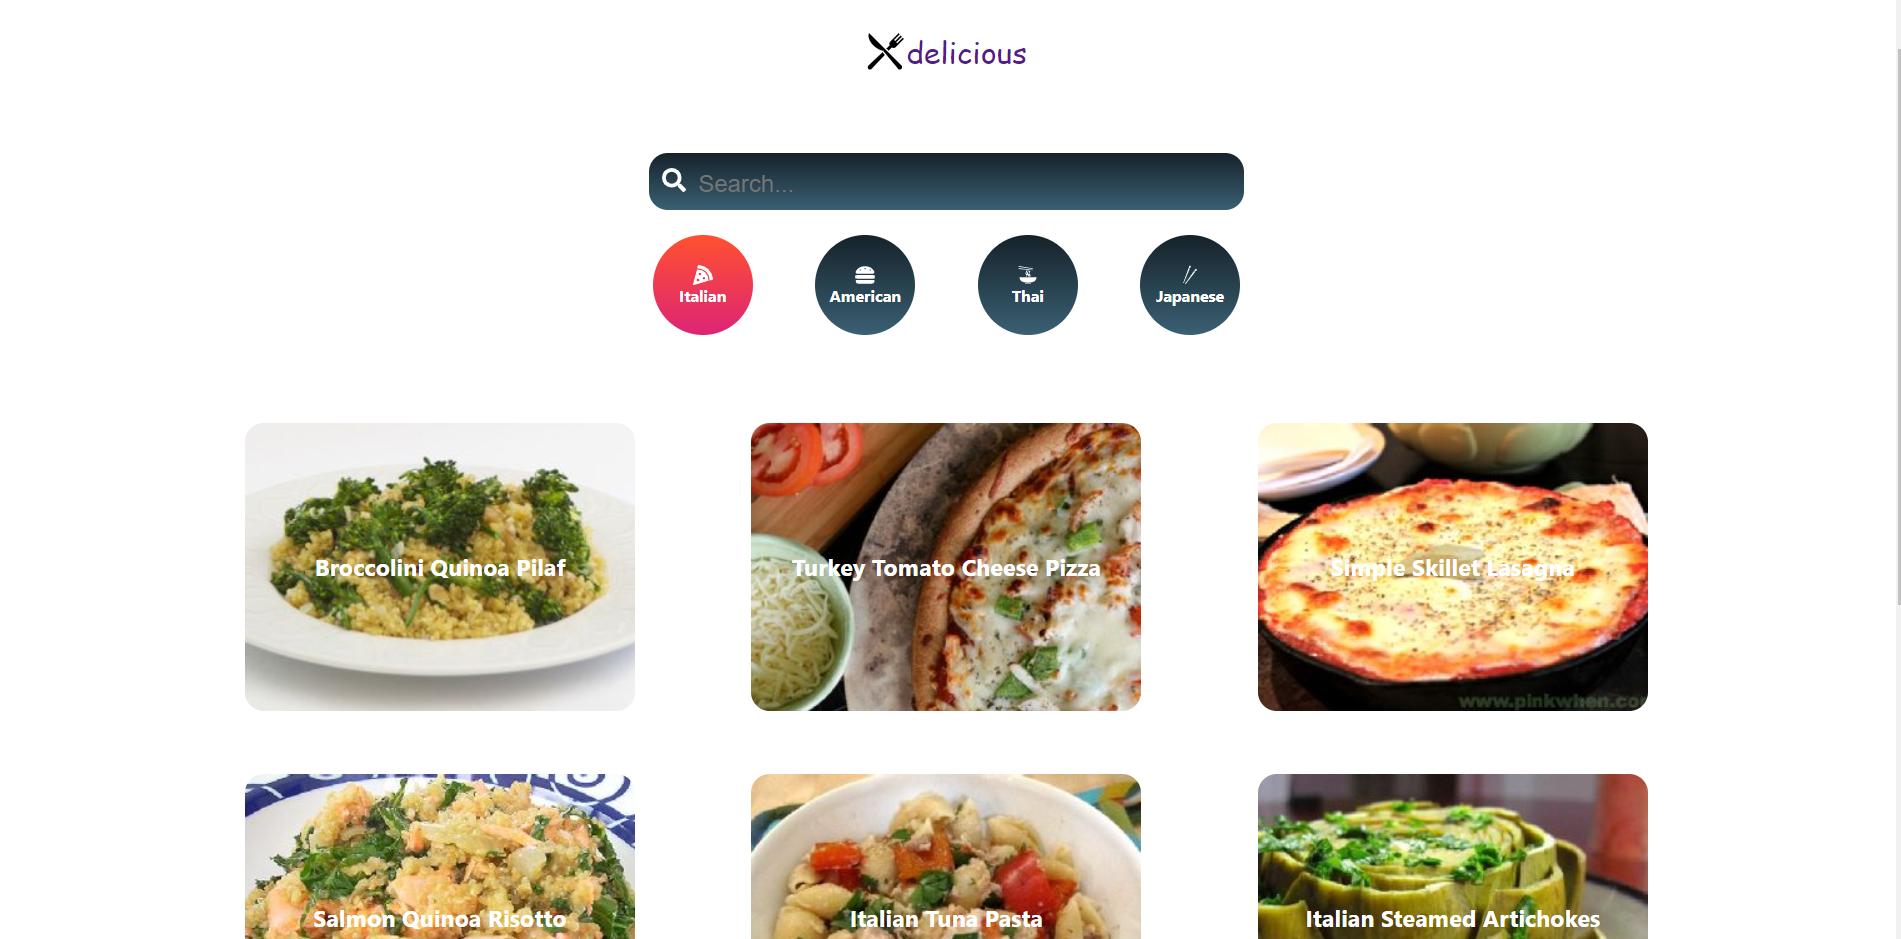 delicious
Search...
Italian
American
Thai
Japanese
Broccolini Quinoa Pilaf
Turkey Tomato Cheese Pizza
Simple Skillet Lasagna
www.pinkwhen.co
Salmon Quinoa Risotto
Italian Tuna Pasta
Italian Steamed Artichokes